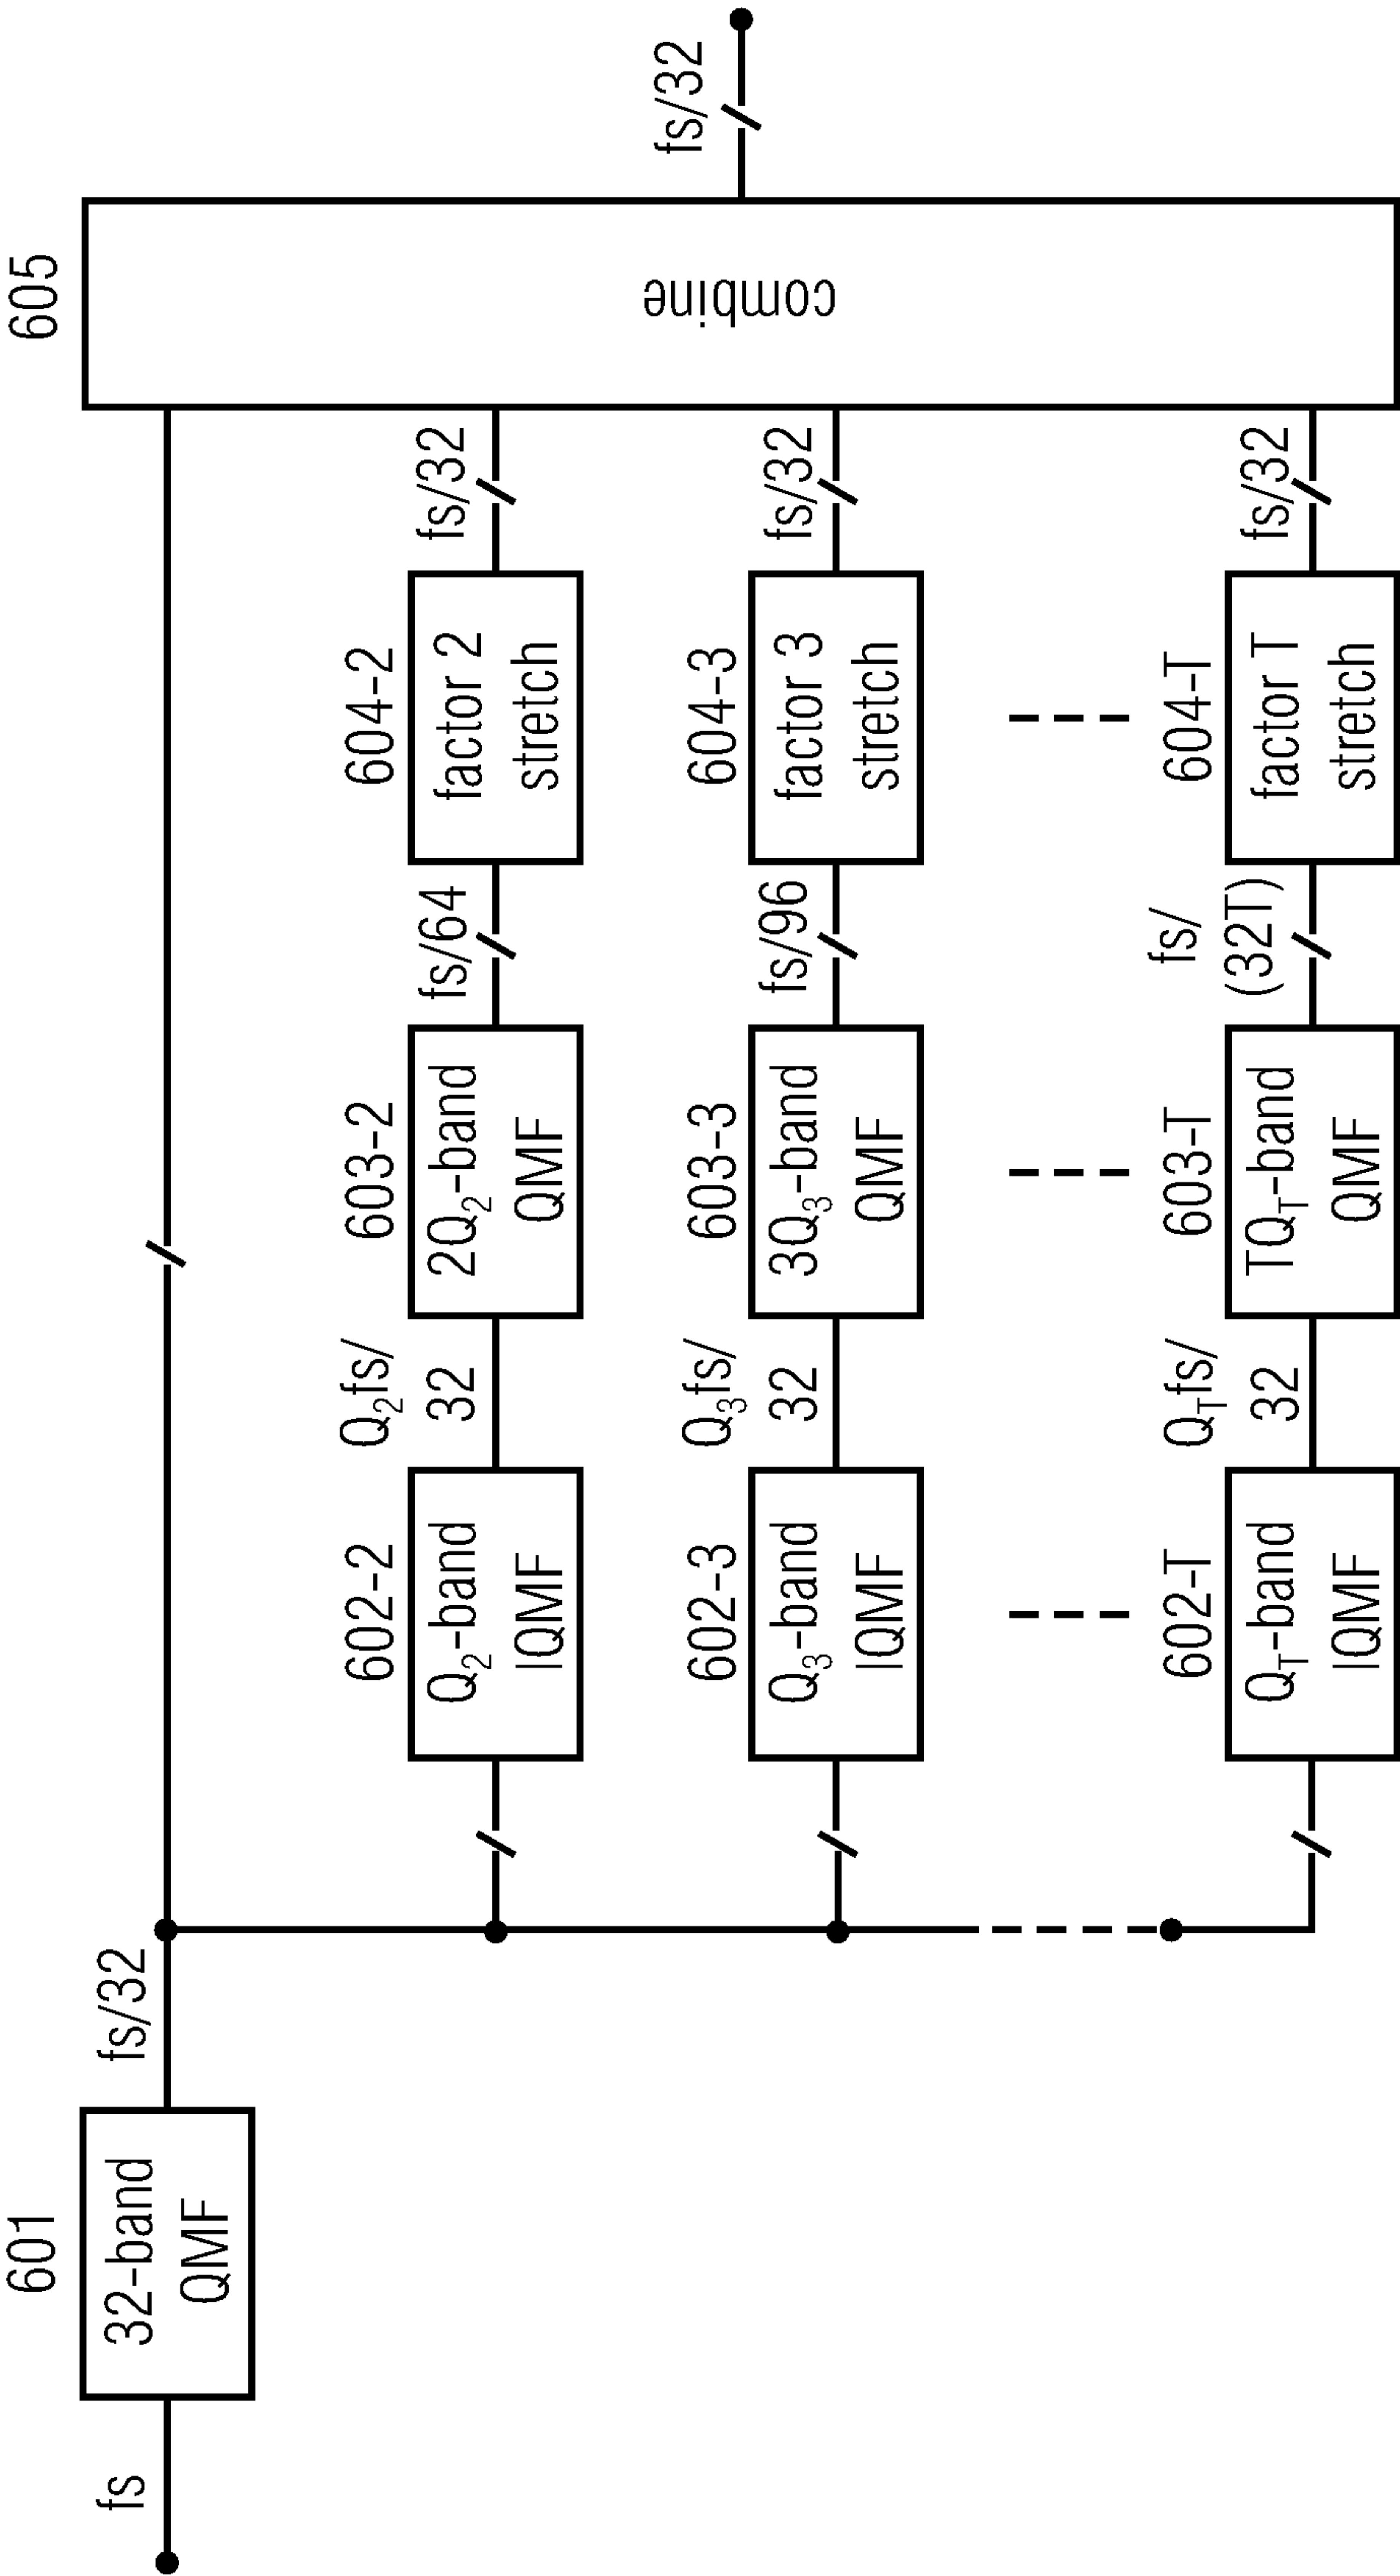 601
32-band
QMF
fs
fs/32
602-2
Q₂-band
IQMF
Q₂fs/
32
603-2
2Q₂-band
QMF
fs/64
604-2
factor 2
stretch
fs/32
602-3
Q₃-band
IQMF
Q₃fs/
32
603-3
3Q₃-band
QMF
fs/96
604-3
factor 3
stretch
fs/32
602-T
Q_T-band
IQMF
Q_Tfs/
32
603-T
TQ_T-band
QMF
fs/
(32T)
604-T
factor T
stretch
fs/32
605
combine
fs/32